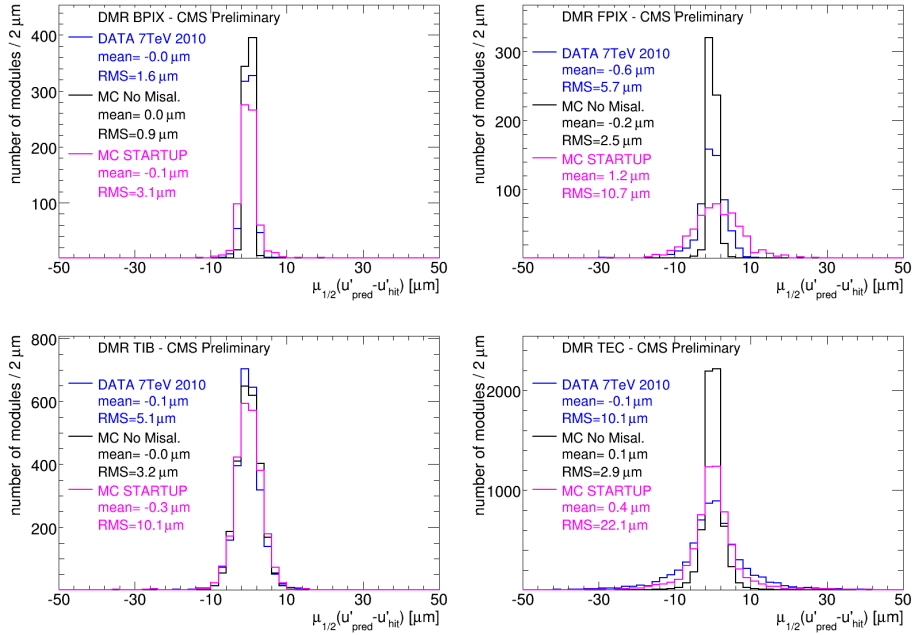 DMR BPIX - CMS Preliminary
DATA 7TeV 2010
mean= -0.0 μm
RMS=1.6 μm
MC No Misal.
mean= 0.0 μm
RMS=0.9 μm
MC STARTUP
mean= -0.1 μm
RMS=3.1μm
number of modules / 2 μm
400
300
200
100
-50
-10
10
30
50
μ1/2(u'pred-u'hit) [μm]
DMR FPIX - CMS Preliminary
DATA 7TeV 2010
mean= -0.6 μm
RMS=5.7 μm
MC No Misal.
mean= -0.2 μm
RMS=2.5 μm
MC STARTUP
mean= 1.2 μm
RMS=10.7 μm
number of modules / 2 μm
300
200
100
-50
-10
10
30
50
μ1/2(u'pred-u'hit) [μm]
DMR TIB - CMS Preliminary
DATA 7TeV 2010
mean= -0.1 μm
RMS=5.1 μm
MC No Misal.
mean= -0.0 μm
RMS=3.2 μm
MC STARTUP
mean= -0.3 μm
RMS=10.1 μm
number of modules / 2 μm
800
600
400
200
-50
-10
10
30
50
μ1/2(u'pred-u'hit) [μm]
DMR TEC - CMS Preliminary
DATA 7TeV 2010
mean= -0.1 μm
RMS=10.1 μm
MC No Misal.
mean= 0.1 μm
RMS=2.9 μm
MC STARTUP
mean= 0.4 μm
RMS=22.1 μm
number of modules / 2 μm
2000
1000
-50
-10
10
30
50
μ1/2(u'pred-u'hit) [μm]